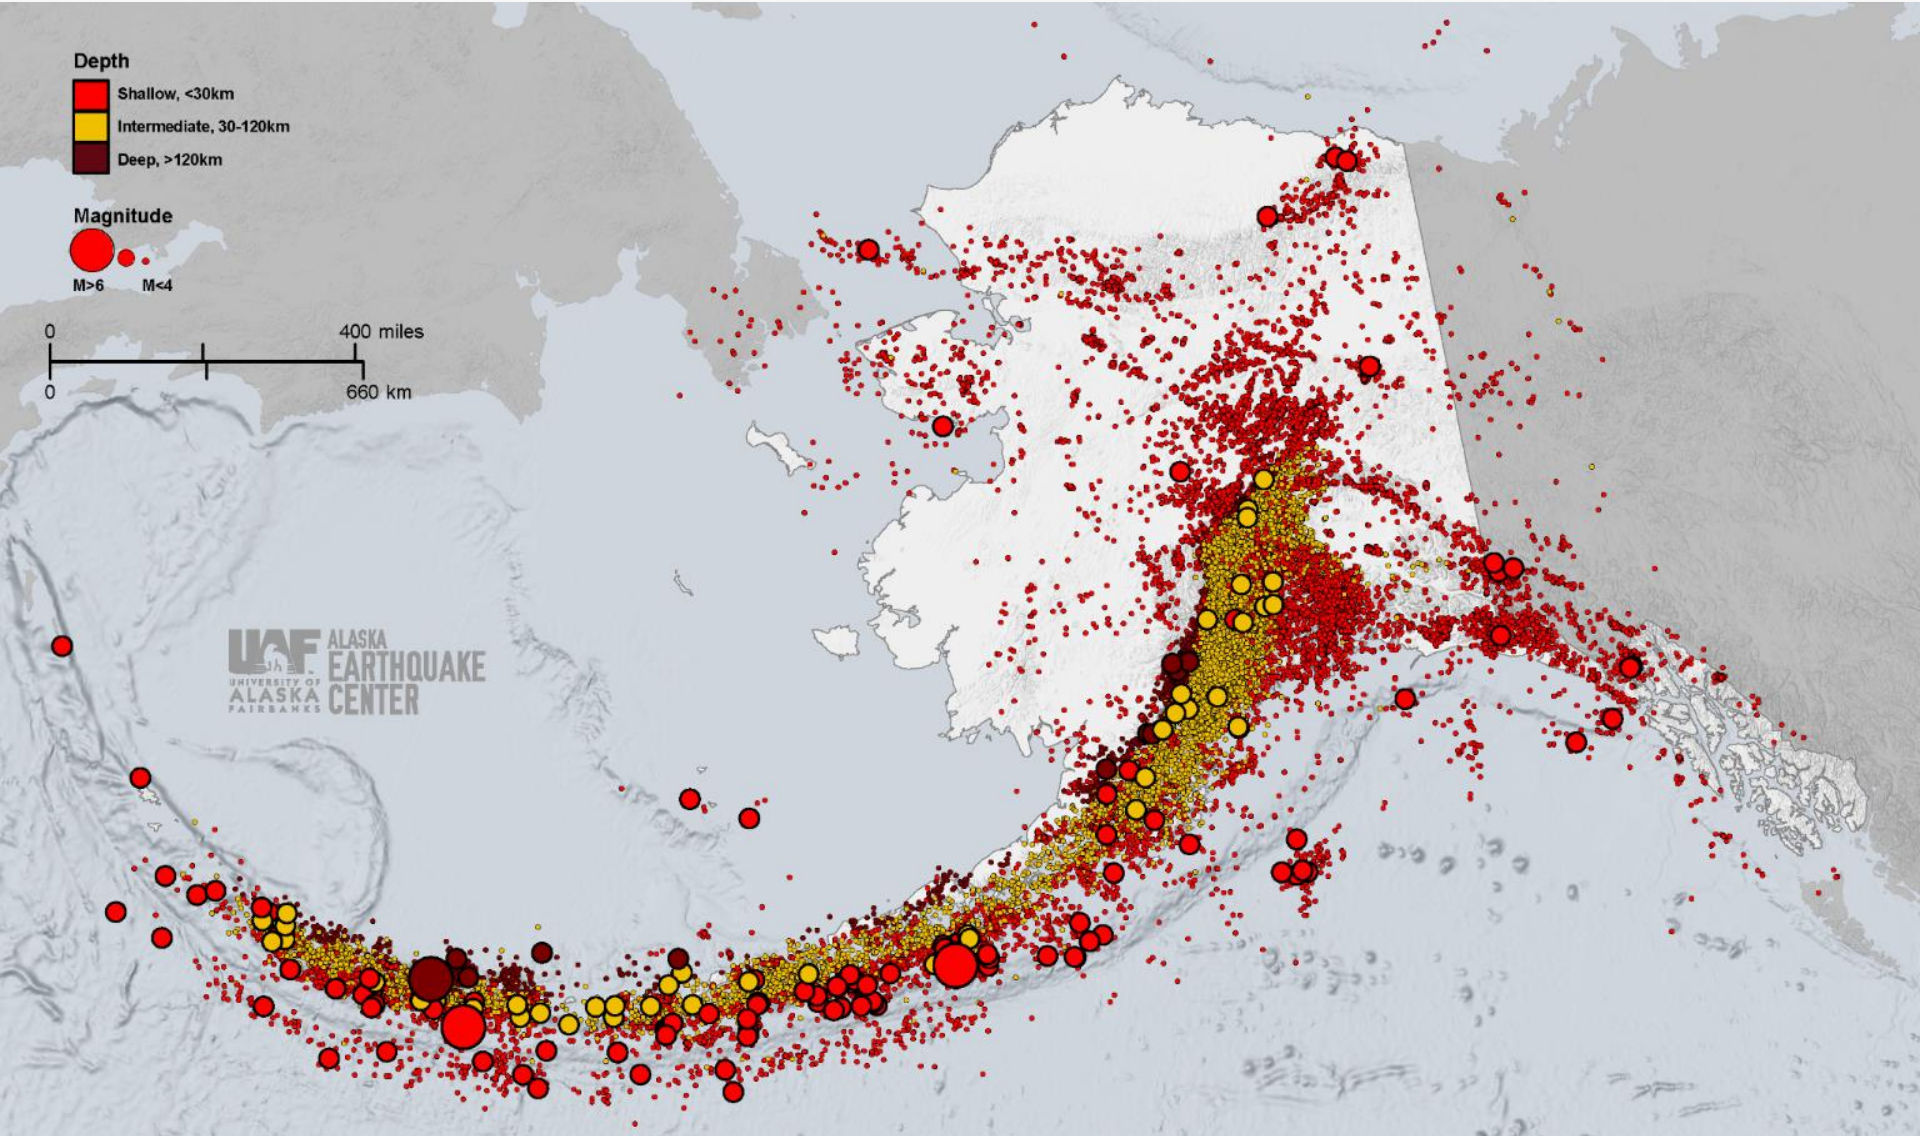 Depth
Shallow, <30km
Intermediate, 30-120km
Deep, >120km
Magnitude
M>6 M<4
0 400 miles
0 660 km
UAF
UNIVERSITY OF
ALASKA
FAIRBANKS
ALASKA
EARTHQUAKE
CENTER